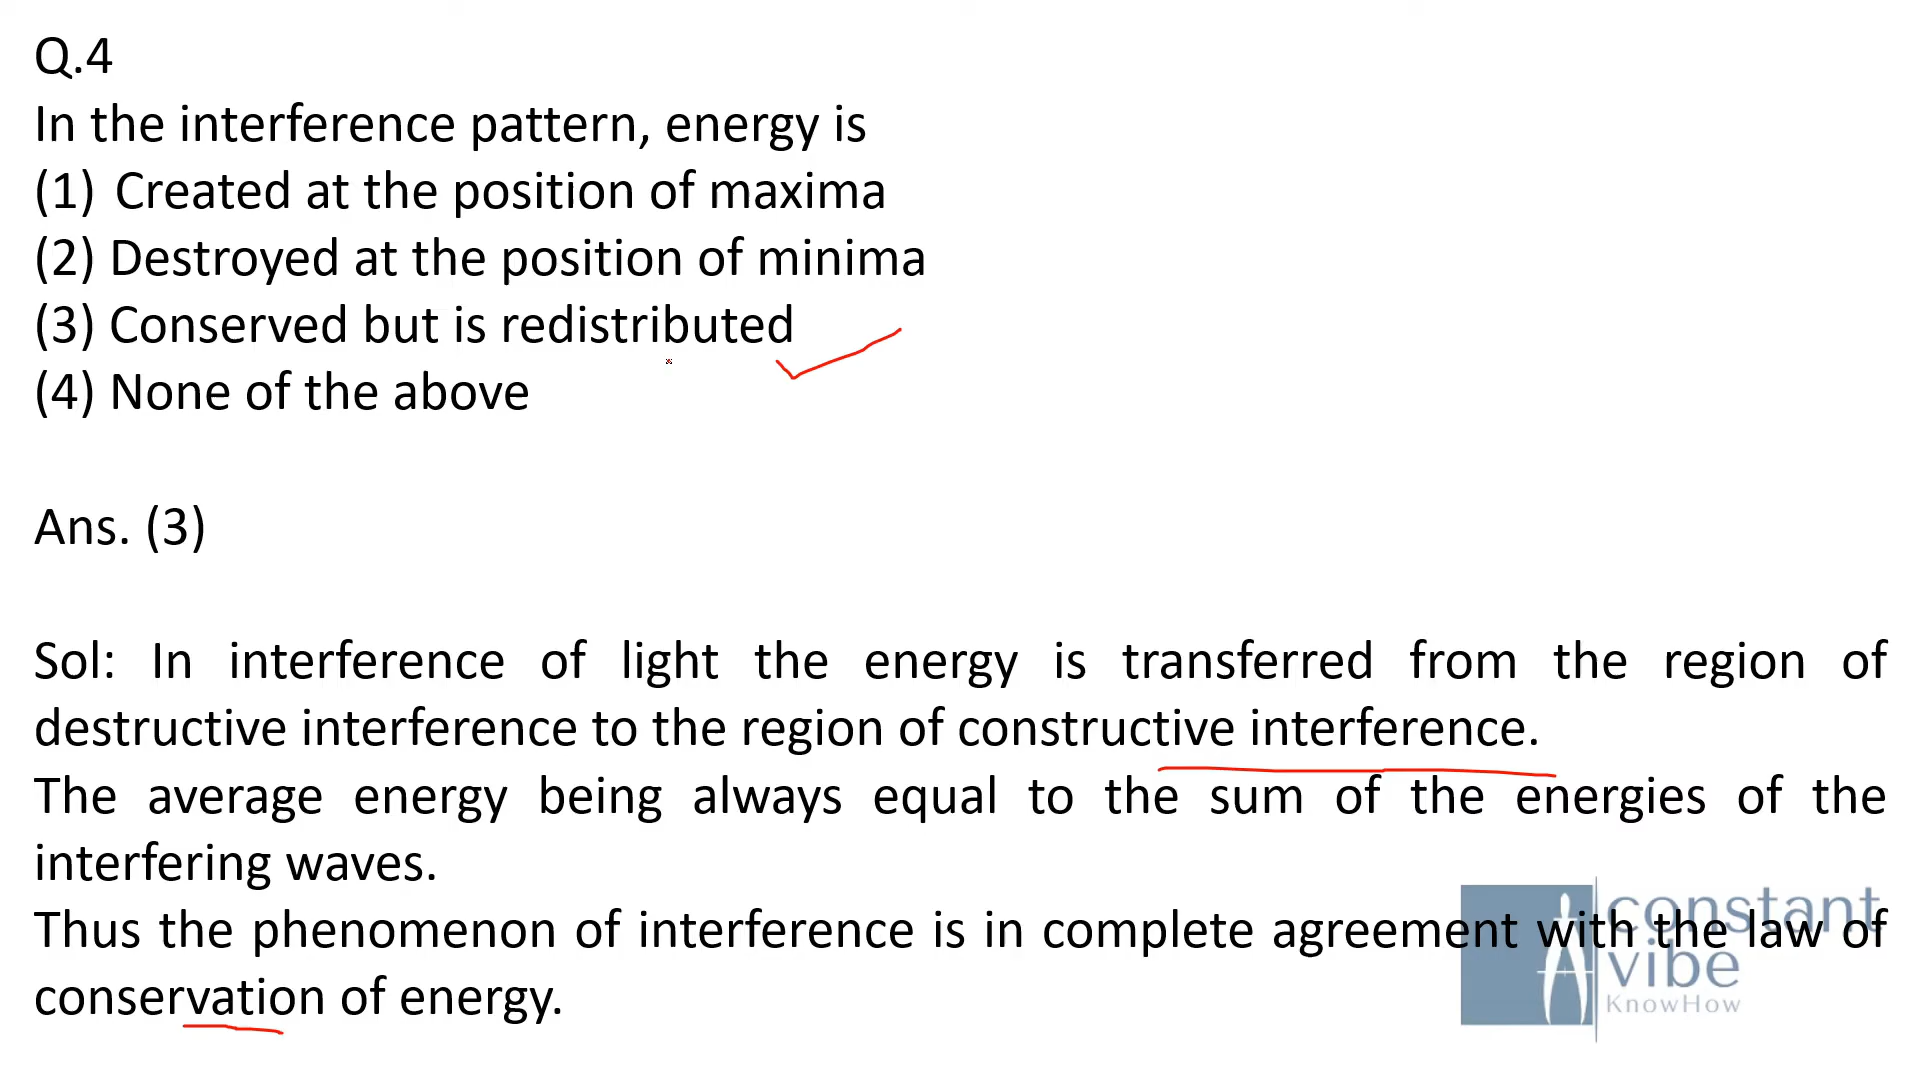 Q.4
In the interference pattern, energy is
(1) Created at the position of maxima
(2) Destroyed at the position of minima
(3) Conserved but is redistributed
(4) None of the above
Ans. (3)
Sol: In interference of light the energy is transferred from the region of
destructive interference to the region of constructive interference.
The average energy being always equal to the sum of the energies of the
interfering waves.
Thus the phenomenon of interference is in complete agreement with the law of
conservation of energy.
constant
vibe
KnowHow